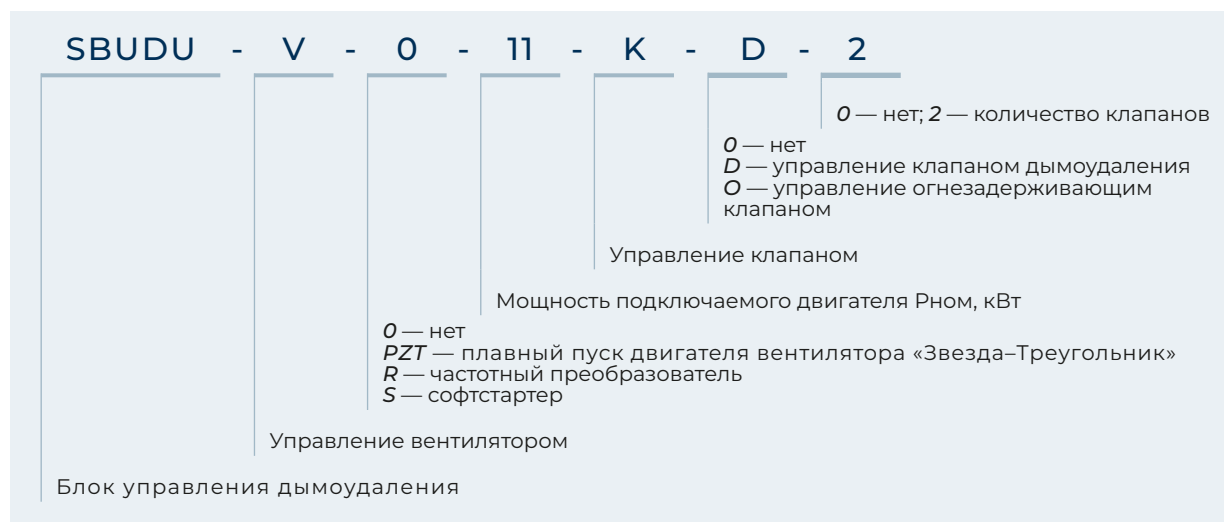 SBUDU - V - 0 - 11 - K - D - 2
0 — нет; 2 — количество клапанов
0 — нет
D — управление клапаном дымоудаления
O — управление огнезадерживающим
клапаном
Управление клапаном
Мощность подключаемого двигателя Рном, кВт
0 — нет
PZT — плавный пуск двигателя вентилятора «Звезда–Треугольник»
R — частотный преобразователь
S — софтстартер
Управление вентилятором
Блок управления дымоудаления